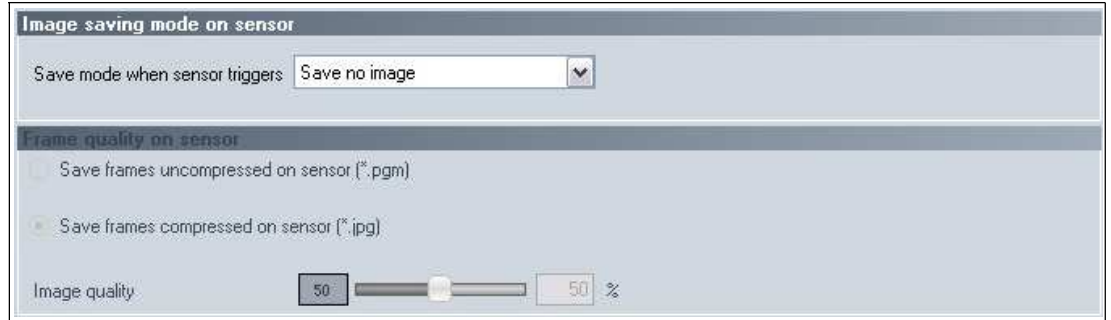 Image saving mode on sensor
Save mode when sensor triggers Save no image
Frame quality on sensor
Save frames uncompressed on sensor (*.pgm)
Save frames compressed on sensor (*.jpg)
Image quality 50 50 %